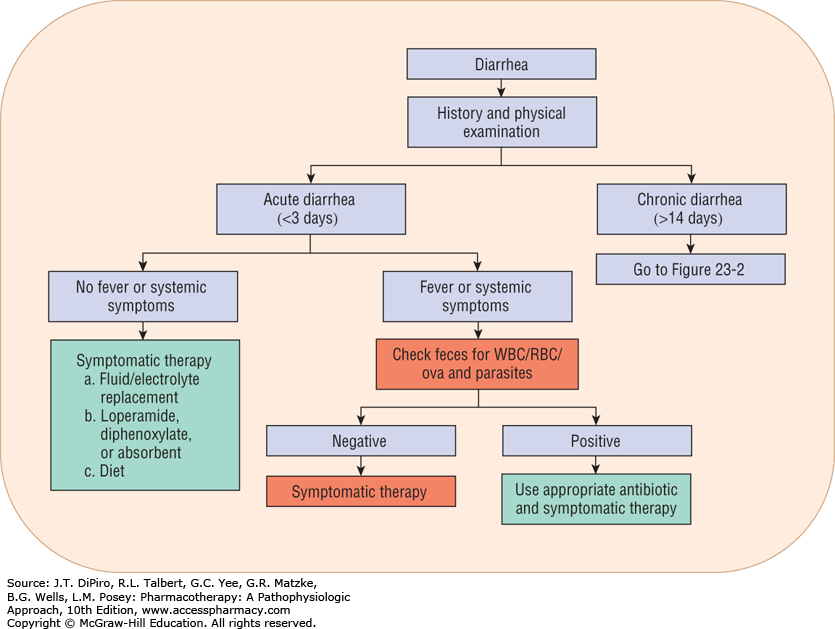 Diarrhea
History and physical
examination
Acute diarrhea
(<3 days)
Chronic diarrhea
(>14 days)
Go to Figure 23-2
No fever or systemic
symptoms
Fever or systemic
symptoms
Symptomatic therapy
a. Fluid/electrolyte
replacement
b. Loperamide,
diphenoxylate,
or absorbent
c. Diet
Check feces for WBC/RBC/
ova and parasites
Negative
Positive
Symptomatic therapy
Use appropriate antibiotic
and symptomatic therapy
Source: J.T. DiPiro, R.L. Talbert, G.C. Yee, G.R. Matzke,
B.G. Wells, L.M. Posey: Pharmacotherapy: A Pathophysiologic
Approach, 10th Edition, www.accesspharmacy.com
Copyright © McGraw-Hill Education. All rights reserved.